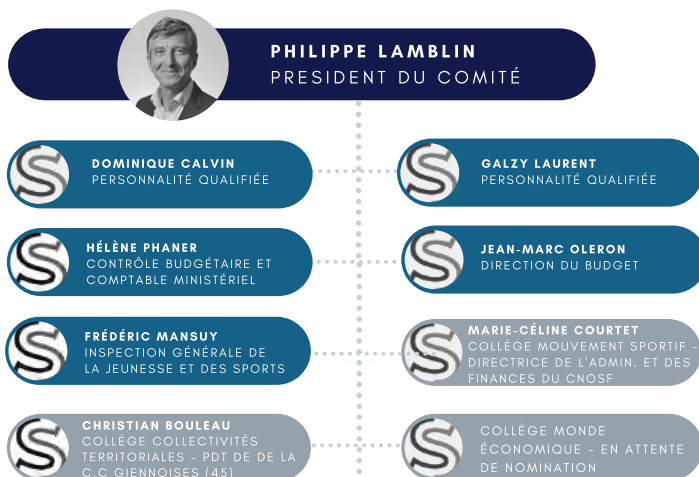 PHILIPPE LAMBLIN
PRESIDENT DU COMITÉ
DOMINIQUE CALVIN
PERSONNALITÉ QUALIFIÉE
GALZY LAURENT
PERSONNALITÉ QUALIFIÉE
HÉLÈNE PHANER
CONTRÔLE BUDGÉTAIRE ET
COMPTABLE MINISTÉRIEL
JEAN-MARC OLERON
DIRECTION DU BUDGET
FRÉDÉRIC MANSUY
INSPECTION GÉNÉRALE DE
LA JEUNESSE ET DES SPORTS
MARIE-CÉLINE COURTET
COLLÈGE MOUVEMENT SPORTIF -
DIRECTRICE DE L'ADMIN. ET DES
FINANCES DU CNOSF
CHRISTIAN BOULEAU
COLLÈGE COLLECTIVITÉS
TERRITORIALES - PDT DE DE LA
C.C GIENNOISES (45)
COLLÈGE MONDE
ÉCONOMIQUE - EN ATTENTE
DE NOMINATION